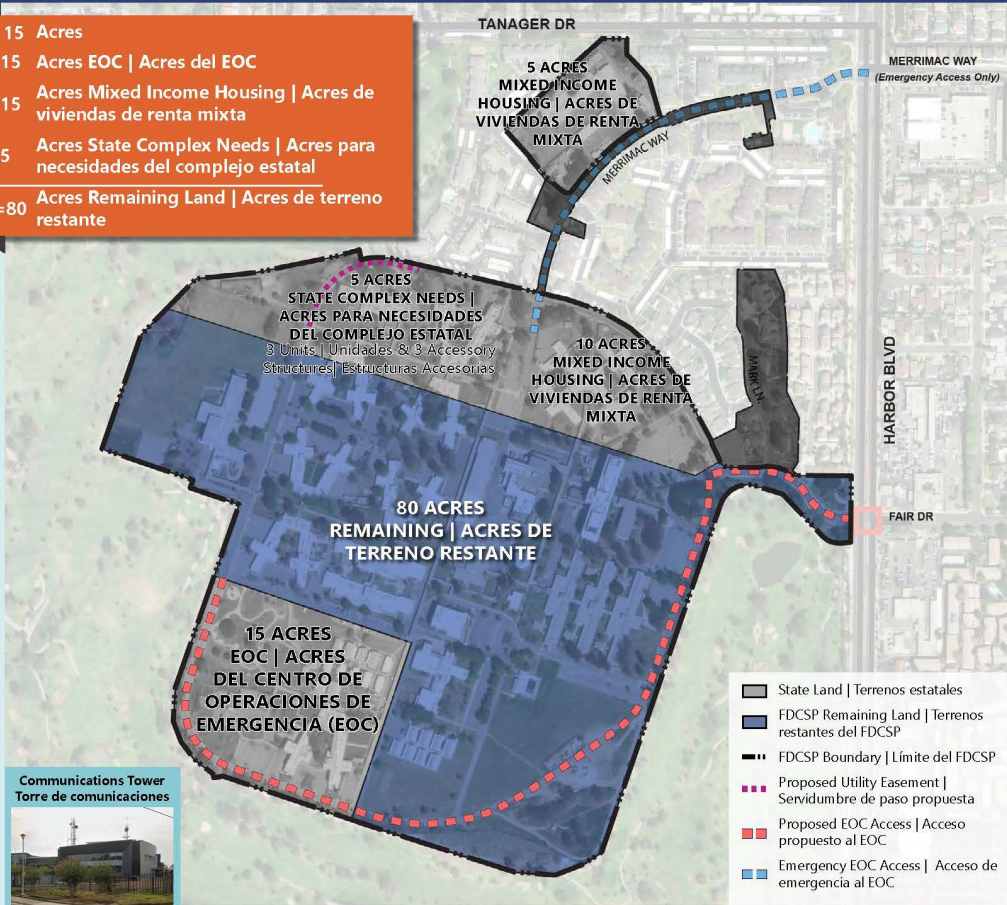 15 Acres
15 Acres EOC | Acres del EOC
15 Acres Mixed Income Housing | Acres de
viviendas de renta mixta
5 Acres State Complex Needs | Acres para
necesidades del complejo estatal
=80 Acres Remaining Land | Acres de terreno
restante
TANAGER DR
MERRIMAC WAY
(Emergency Access Only)
5 ACRES
MIXED INCOME
HOUSING | ACRES DE
VIVIENDAS DE RENTA
MIXTA
MERRIMAC WAY
5 ACRES
STATE COMPLEX NEEDS |
ACRES PARA NECESIDADES
DEL COMPLEJO ESTATAL
3 Units | Unidades & 3 Accessory
Structures| Estructuras Accesorias
10 ACRES
MIXED INCOME
HOUSING | ACRES DE
VIVIENDAS DE RENTA
MIXTA
MARK LN.
HARBOR BLVD
FAIR DR
80 ACRES
REMAINING | ACRES DE
TERRENO RESTANTE
15 ACRES
EOC | ACRES
DEL CENTRO DE
OPERACIONES DE
EMERGENCIA (EOC)
Communications Tower
Torre de comunicaciones
State Land | Terrenos estatales
FDCSP Remaining Land | Terrenos
restantes del FDCSP
FDCSP Boundary | Límite del FDCSP
Proposed Utility Easement |
Servidumbre de paso propuesta
Proposed EOC Access | Acceso
propuesto al EOC
Emergency EOC Access | Acceso de
emergencia al EOC